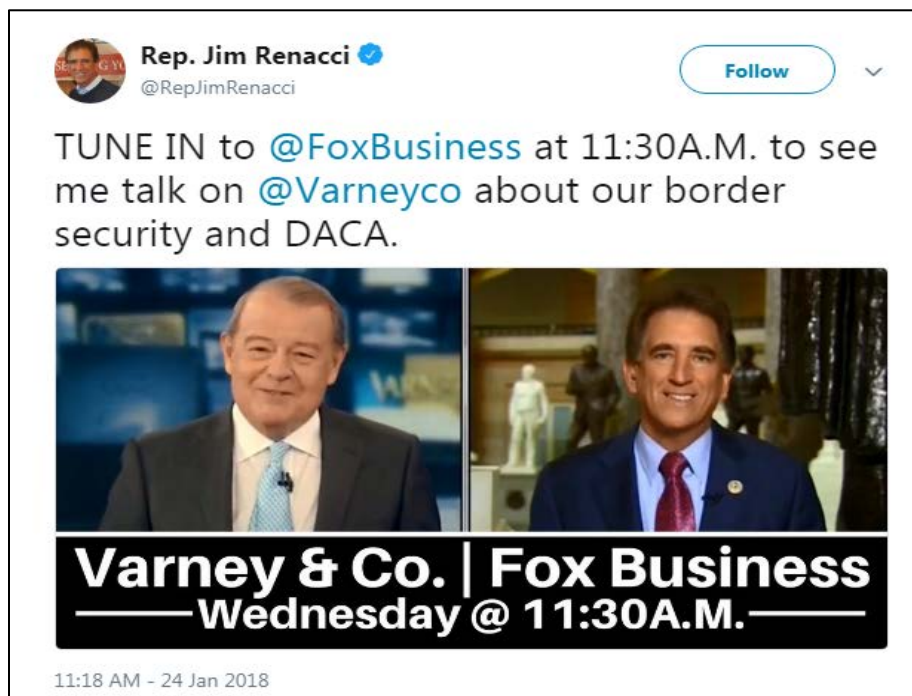 Rep. Jim Renacci
@RepJimRenacci
Follow
TUNE IN to @FoxBusiness at 11:30A.M. to see
me talk on @Varneyco about our border
security and DACA.
Varney & Co. | Fox Business
Wednesday @ 11:30A.M.
11:18 AM - 24 Jan 2018